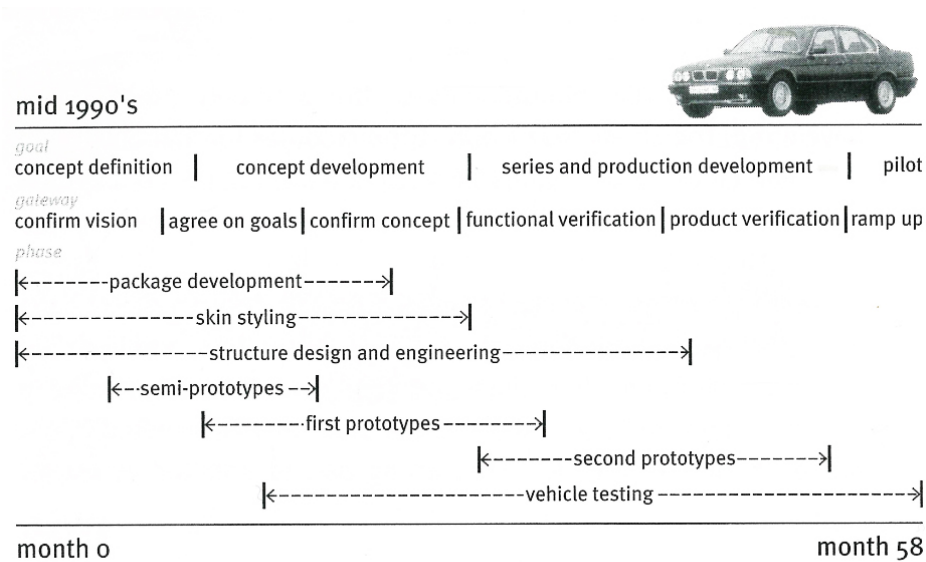 mid 1990's
goal
concept definition | concept development | series and production development | pilot
gateway
confirm vision | agree on goals | confirm concept | functional verification | product verification | ramp up
phase
package development
skin styling
structure design and engineering
semi-prototypes
first prototypes
second prototypes
vehicle testing
month 0 month 58